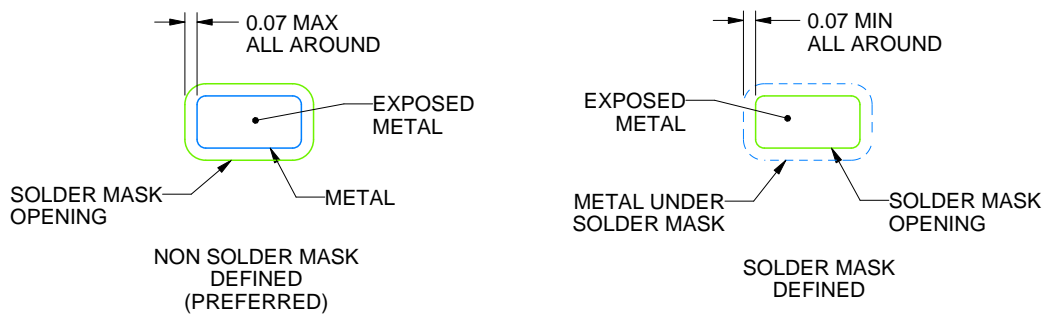 0.07 MAX
ALL AROUND
EXPOSED
METAL
SOLDER MASK
OPENING
METAL
NON SOLDER MASK
DEFINED
(PREFERRED)
0.07 MIN
ALL AROUND
EXPOSED
METAL
METAL UNDER
SOLDER MASK
SOLDER MASK
OPENING
SOLDER MASK
DEFINED